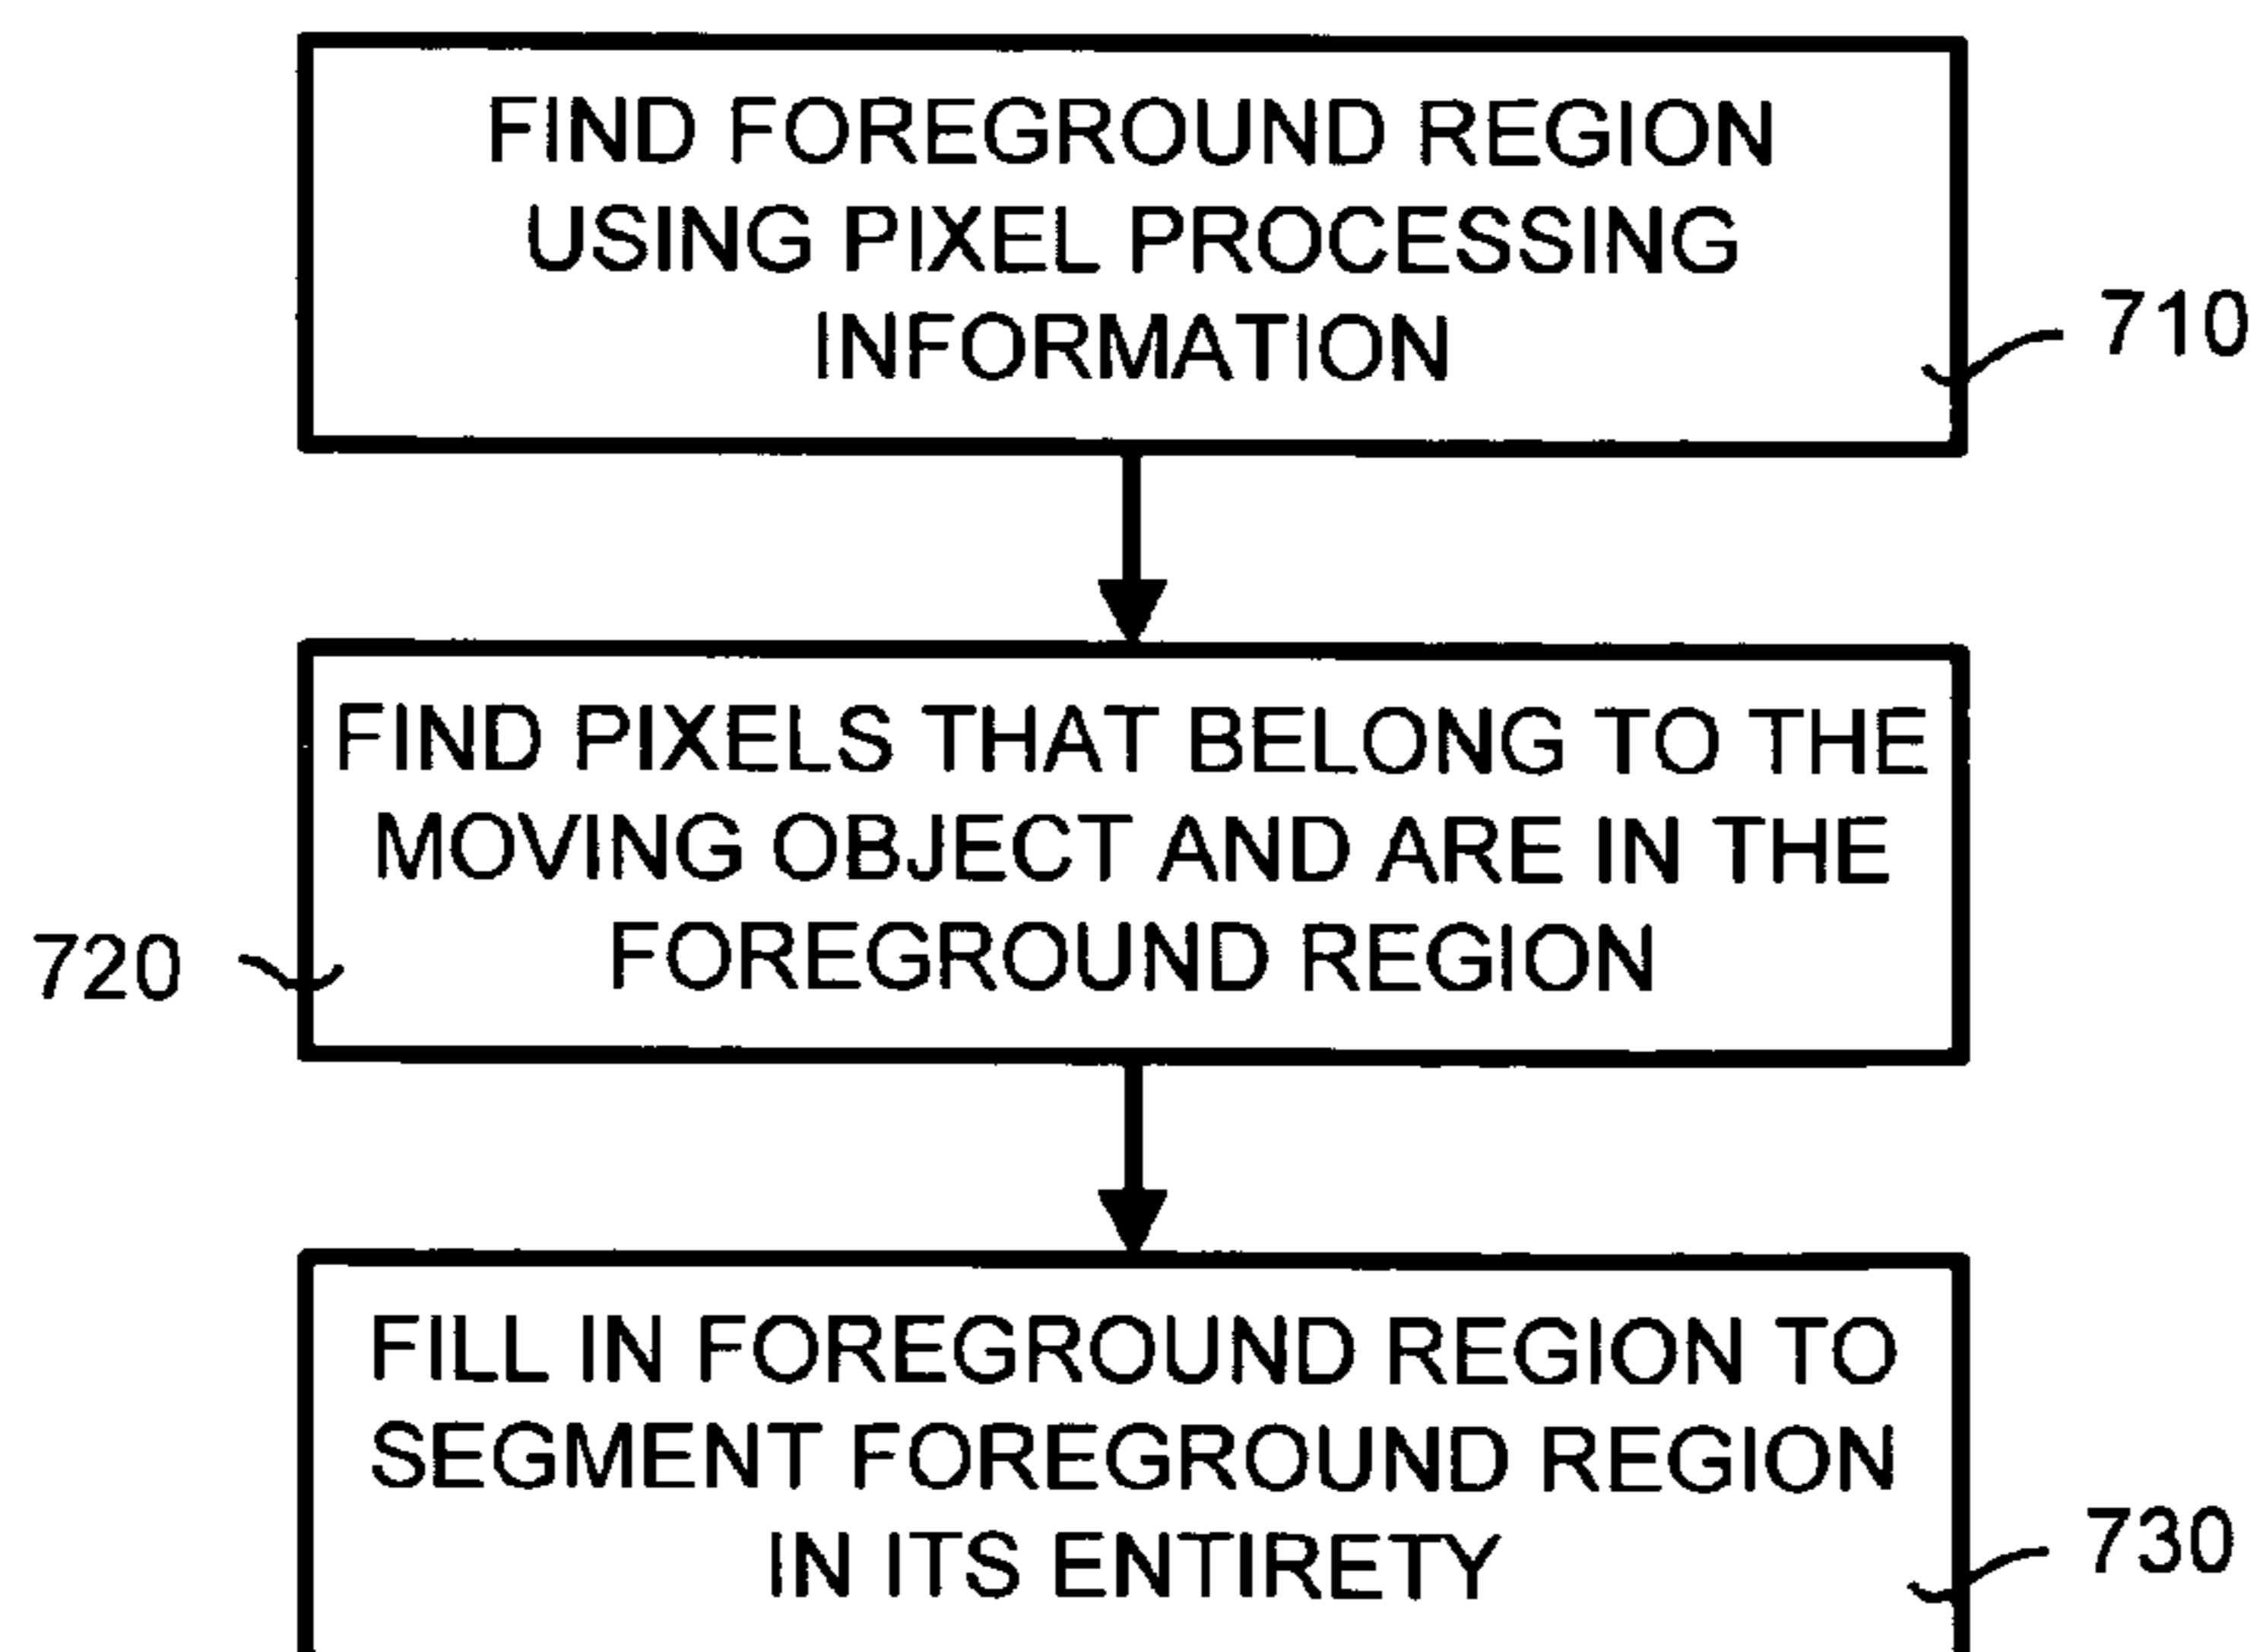 FIND FOREGROUND REGION
USING PIXEL PROCESSING
INFORMATION
710
FIND PIXELS THAT BELONG TO THE
MOVING OBJECT AND ARE IN THE
FOREGROUND REGION
720
FILL IN FOREGROUND REGION TO
SEGMENT FOREGROUND REGION
IN ITS ENTIRETY
730